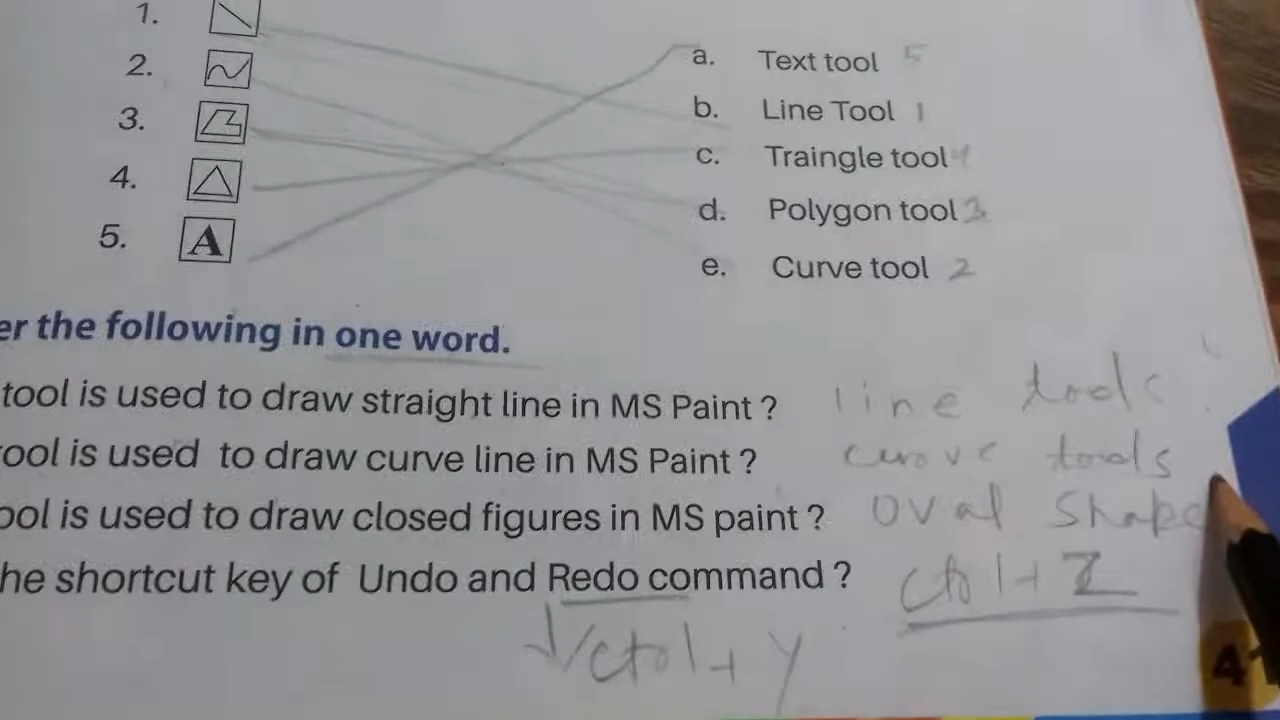 1.
2.
3.
4.
5. A
a. Text tool 5
b. Line Tool 1
c. Traingle tool 4
d. Polygon tool 3
e. Curve tool 2
er the following in one word.
tool is used to draw straight line in MS Paint ? line tools
ool is used to draw curve line in MS Paint ? curve tools
ool is used to draw closed figures in MS paint ? oval shape
he shortcut key of Undo and Redo command ? ctrl + Z
ctrl + y
4